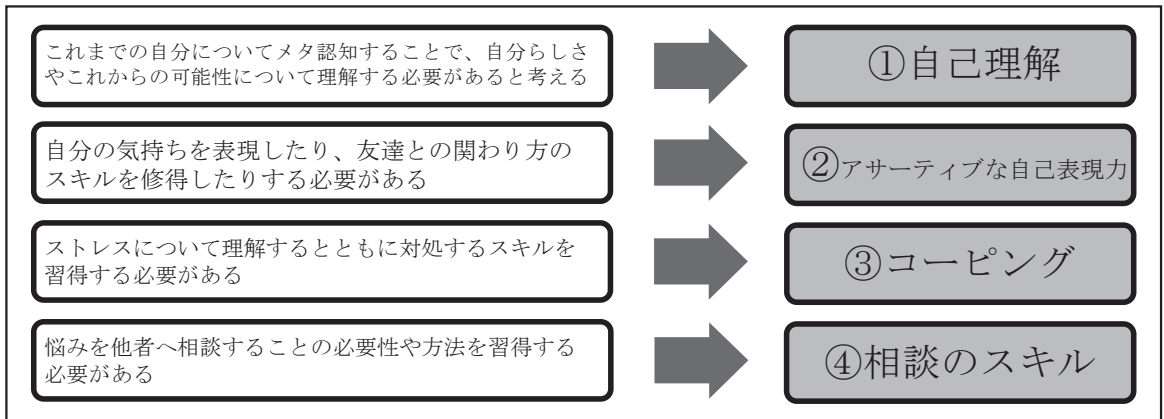 これまでの自分についてメタ認知することで、自分らしさ
やこれからの可能性について理解する必要があると考える
①自己理解
自分の気持ちを表現したり、友達との関わり方の
スキルを修得したりする必要がある
②アサーティブな自己表現力
ストレスについて理解するとともに対処するスキルを
習得する必要がある
③コーピング
悩みを他者へ相談することの必要性や方法を習得する
必要がある
④相談のスキル